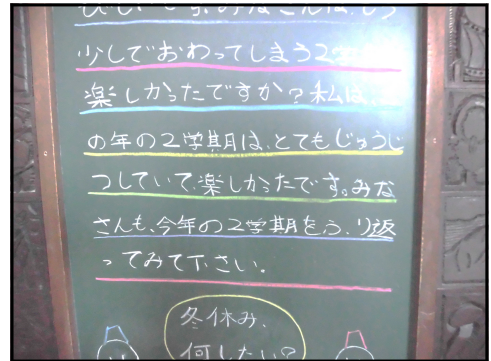 少しでおわってしまう2学
楽しかったですか?私は、
の年の2学期は、とてもじゅうじ
つしていて、楽しかったです。みな
さんも、今年の2学期を、ふり返
ってみて下さい。
冬休み、
何したい?